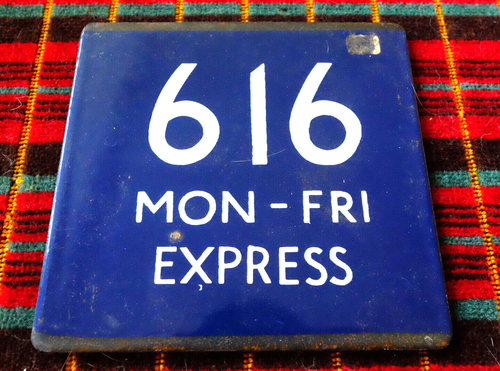 616
MON - FRI
EXPRESS